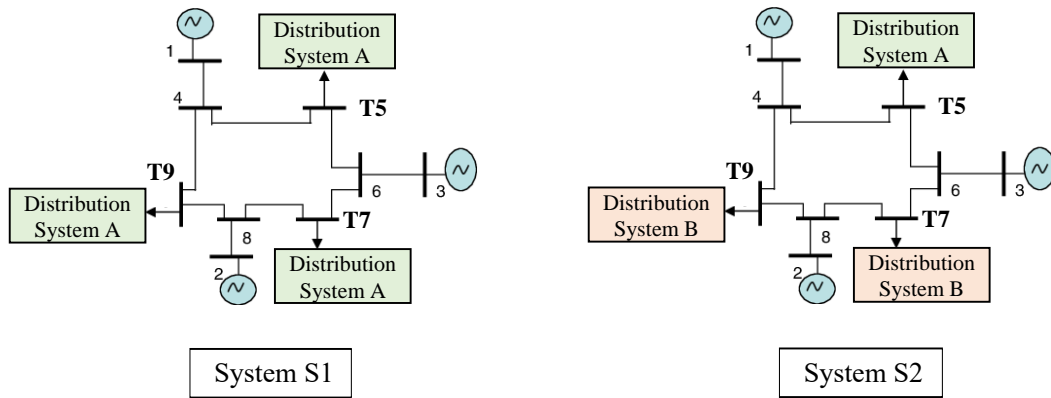 Distribution
System A
1
4
T5
T9
Distribution
System A
6
3
T7
8
2
Distribution
System A
System S1
Distribution
System A
1
4
T5
T9
Distribution
System B
6
3
T7
8
2
Distribution
System B
System S2